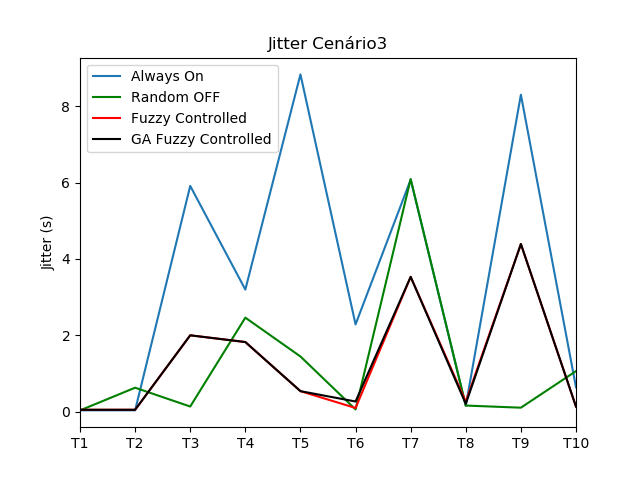 Jitter Cenário3
Always On
Random OFF
Fuzzy Controlled
GA Fuzzy Controlled
Jitter (s)
8
6
4
2
0
T1 T2 T3 T4 T5 T6 T7 T8 T9 T10